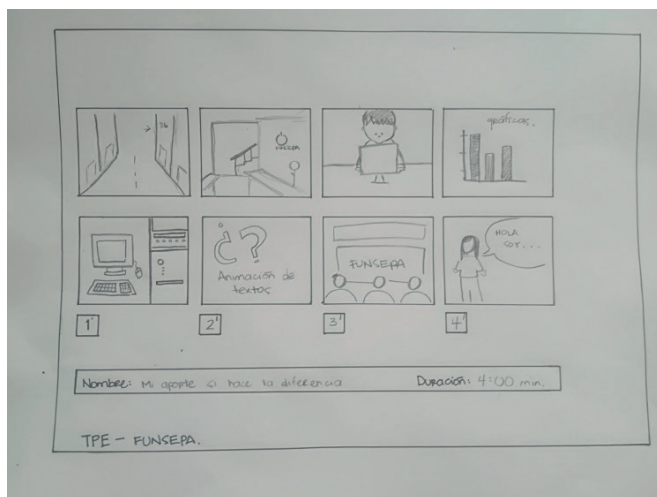 gráficas.
HOLA
SOY...
¿?
Animación de
textos
FUNSEPA
1'
2'
3'
4'
Nombre: Mi aporte si hace la diferencia
Duración: 4:00 min.
TPE - FUNSEPA.